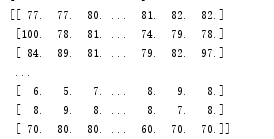 [[ 77.  77.  80. ...  81.  82.  82.]
 [100.  78.  81. ...  74.  79.  78.]
 [ 84.  89.  81. ...  79.  82.  97.]
 ...
 [  6.   5.   7. ...   8.   9.   8.]
 [  8.   9.   8. ...   8.   7.   8.]
 [ 70.  80.  80. ...  60.  70.  70.]]